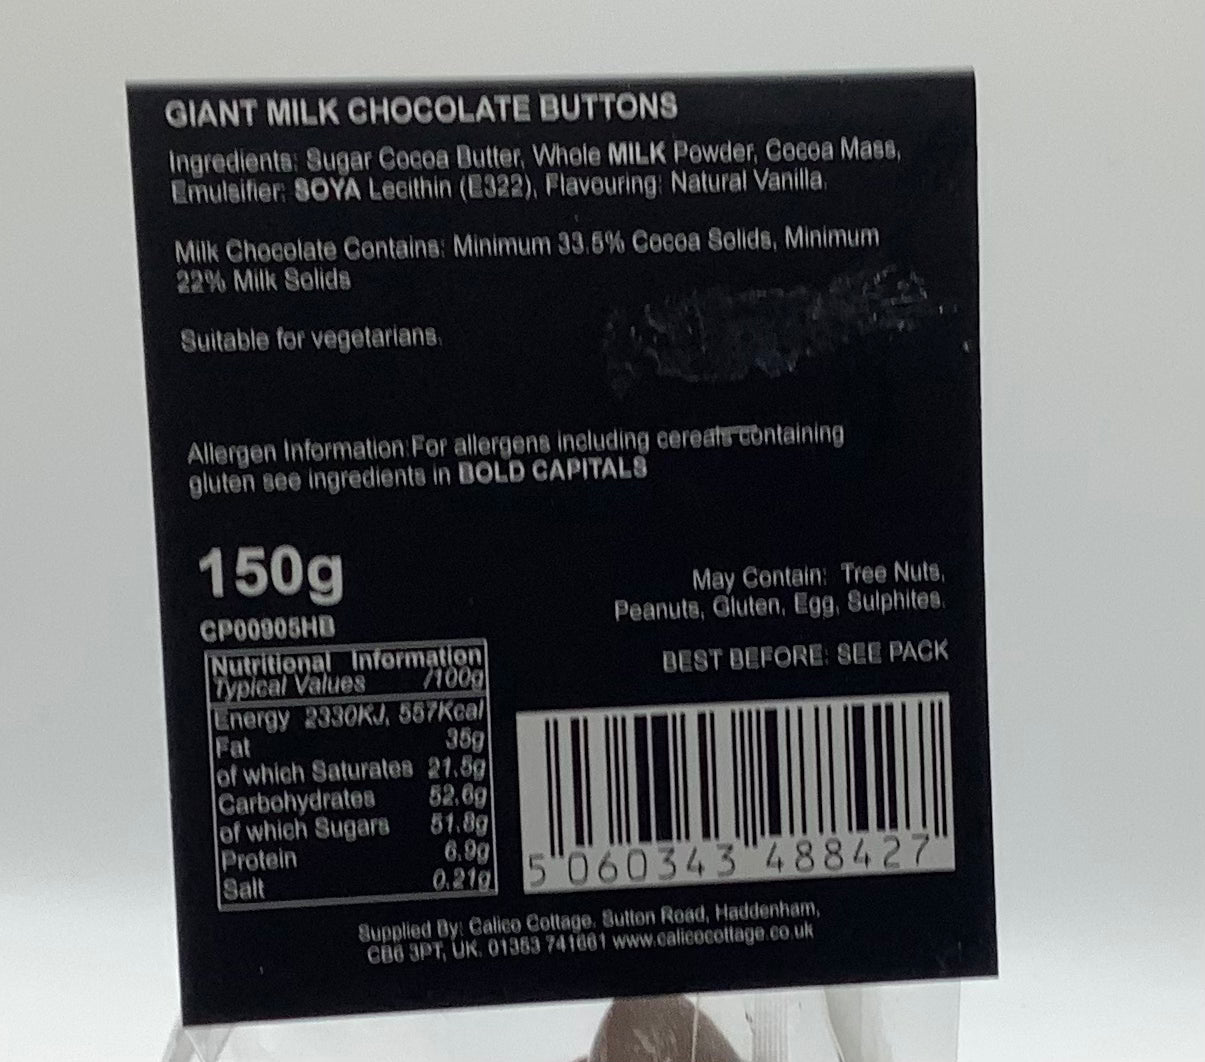 GIANT MILK CHOCOLATE BUTTONS
Ingredients: Sugar Cocoa Butter, Whole MILK Powder, Cocoa Mass,
Emulsifier: SOYA Lecithin (E322), Flavouring: Natural Vanilla.
Milk Chocolate Contains: Minimum 33.5% Cocoa Solids, Minimum
22% Milk Solids
Suitable for vegetarians.
Allergen Information: For allergens including cereals containing
gluten see ingredients in BOLD CAPITALS
150g
CP00905HB
May Contain: Tree Nuts,
Peanuts, Gluten, Egg, Sulphites.
BEST BEFORE: SEE PACK
Nutritional Information
Typical Values /100g
Energy 2330KJ, 557Kcal
Fat 35g
of which Saturates 21.5g
Carbohydrates 52.6g
of which Sugars 51.8g
Protein 6.9g
Salt 0.21g
5 060343 488427
Supplied By: Calico Cottage. Sutton Road, Haddenham,
CB6 3PT, UK. 01353 741661 www.calicocottage.co.uk